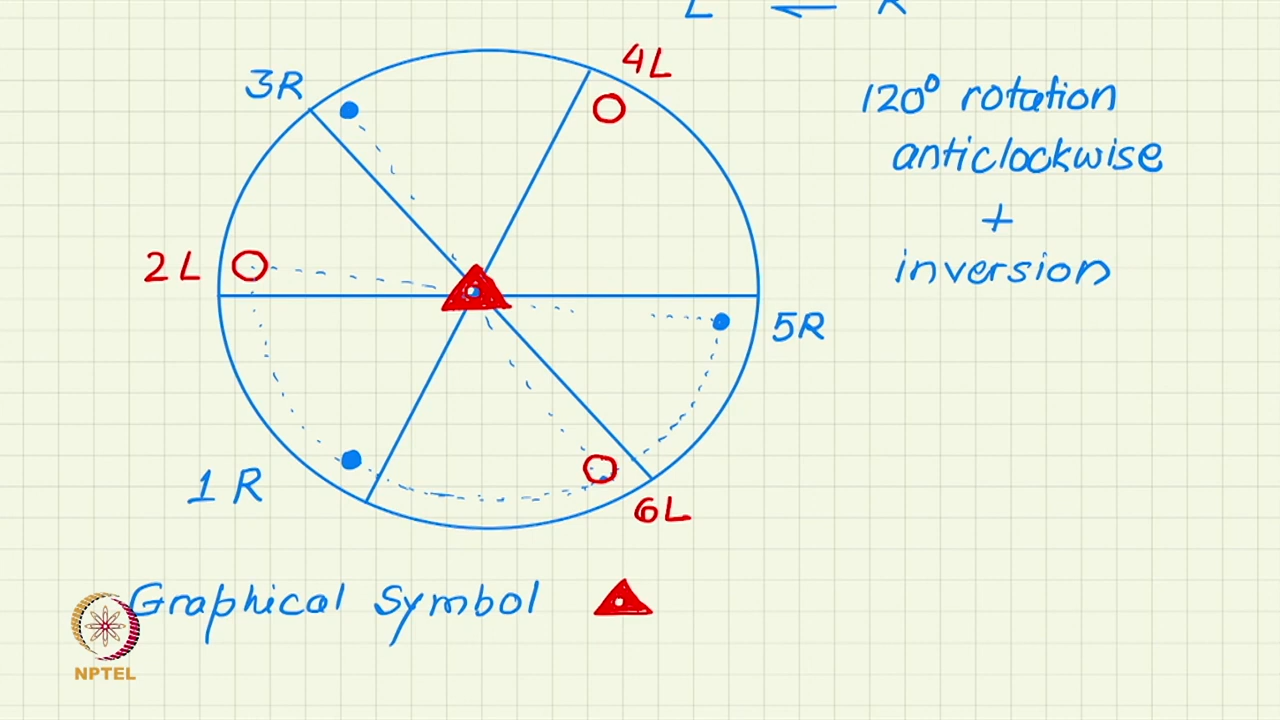 L ⇌ R
4L
3R
120° rotation
anticlockwise
+
inversion
2L
5R
1R
6L
Graphical Symbol
NPTEL